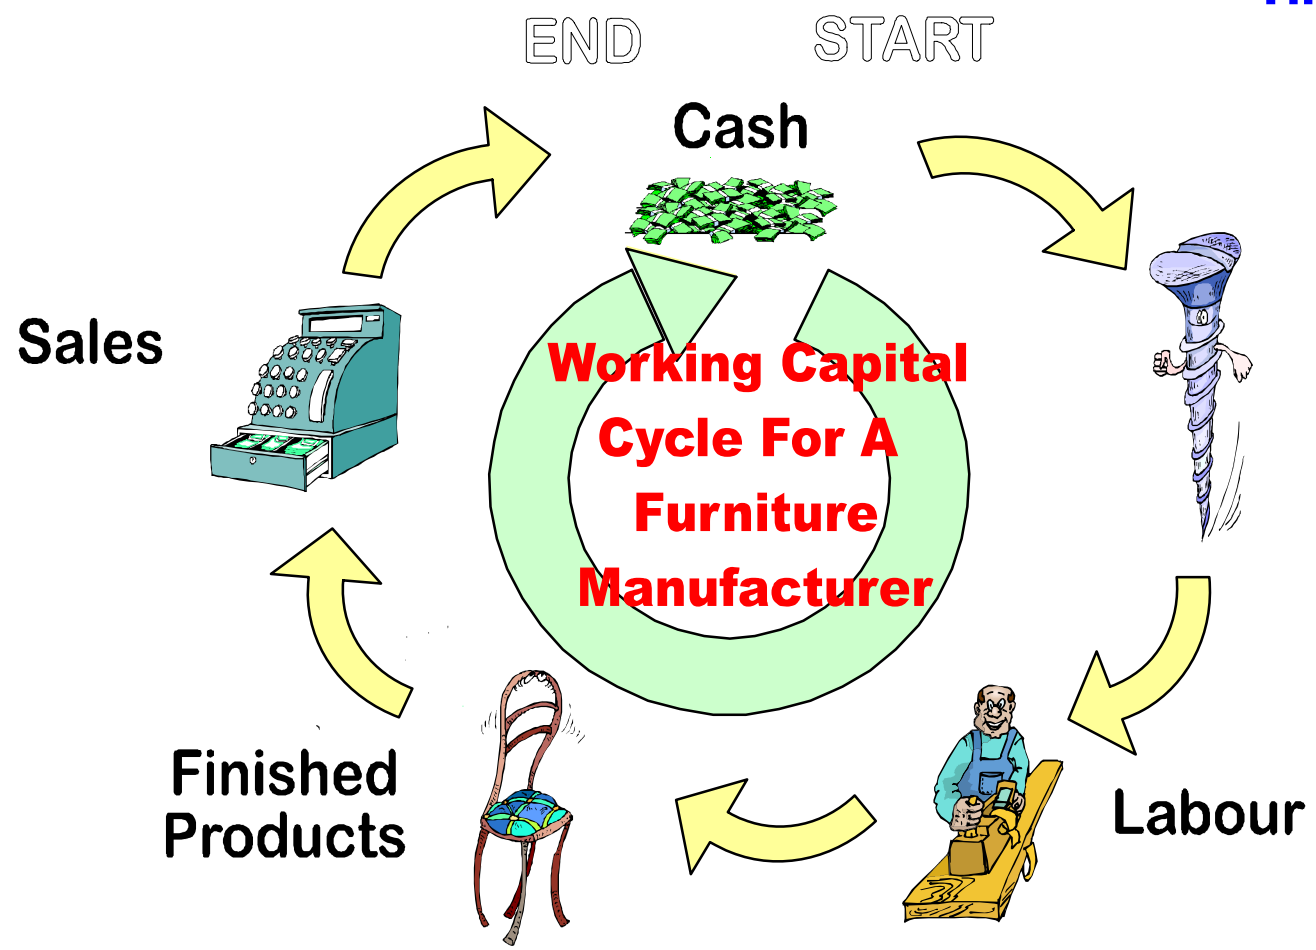 END START
Cash
Sales
Working Capital
Cycle For A
Furniture
Manufacturer
Finished
Products
Labour